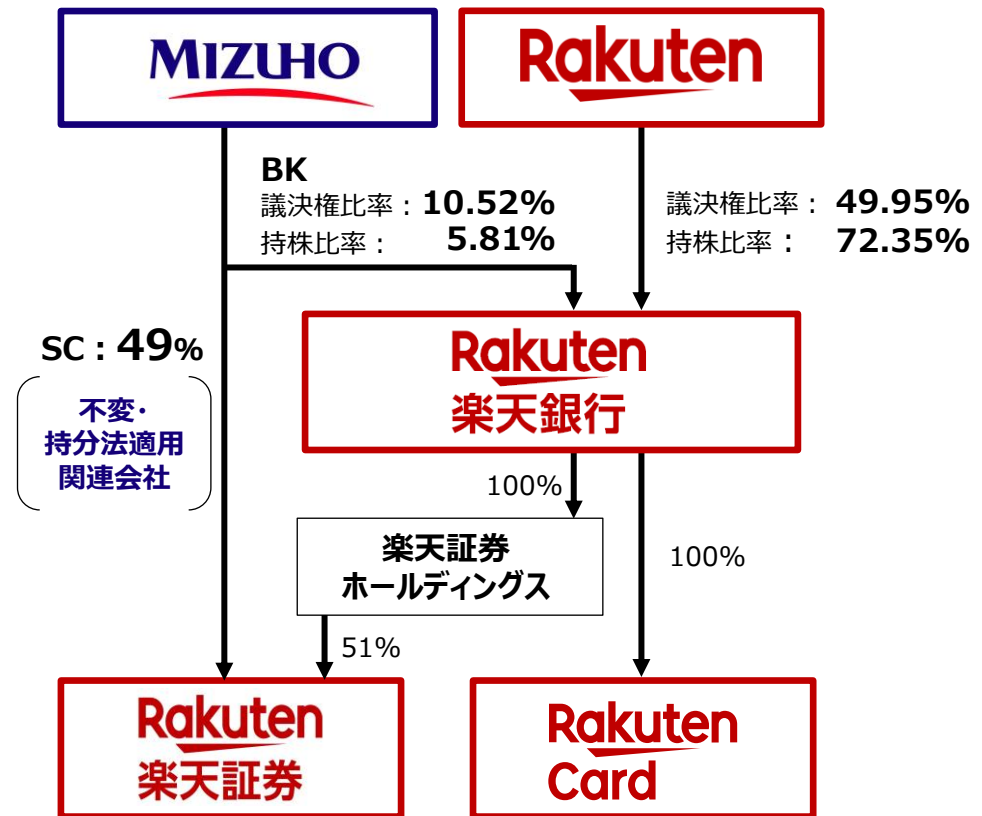 MIZUHO
Rakuten
BK
議決権比率：10.52%
持株比率： 5.81%
議決権比率： 49.95%
持株比率： 72.35%
SC：49%
不変・
持分法適用
関連会社
Rakuten
楽天銀行
100%
楽天証券
ホールディングス
100%
51%
Rakuten
楽天証券
Rakuten
Card